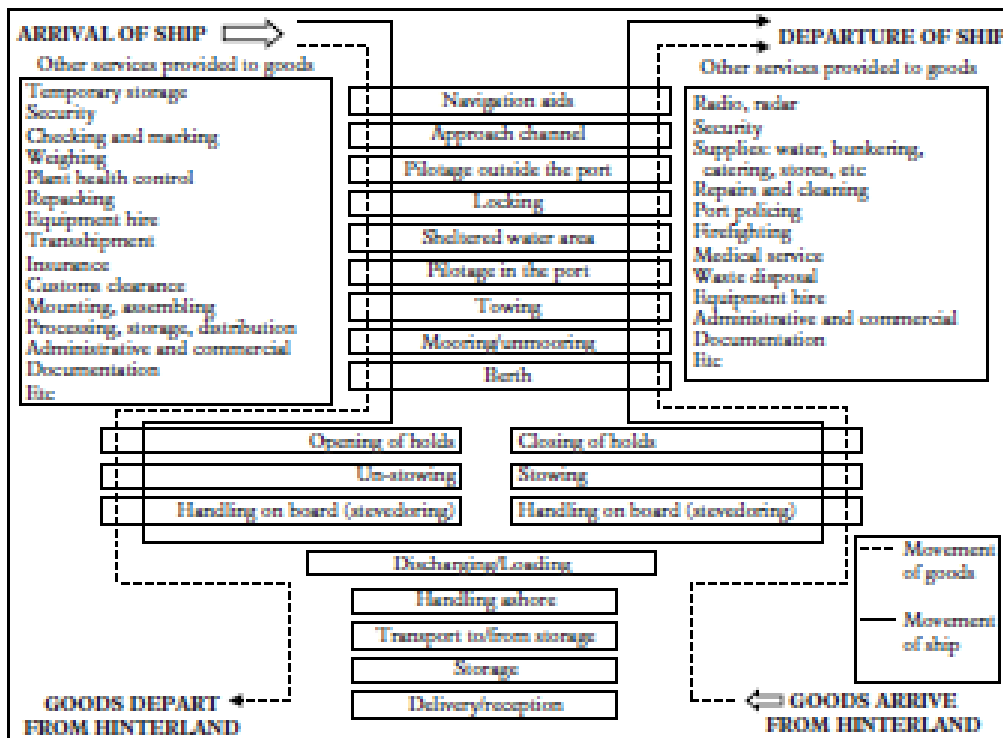 ARRIVAL OF SHIP
Other services provided to goods
Temporary storage
Security
Checking and marking
Weighing
Plant health control
Repacking
Equipment hire
Transshipment
Insurance
Customs clearance
Mounting, assembling
Processing, storage, distribution
Administrative and commercial
Documentation
Etc
DEPARTURE OF SHIP
Other services provided to goods
Radio, radar
Security
Supplies: water, bunkering,
catering, stores, etc
Repairs and cleaning
Port policing
Firefighting
Medical service
Waste disposal
Equipment hire
Administrative and commercial
Documentation
Etc
Navigation aids
Approach channel
Pilotage outside the port
Locking
Sheltered water area
Pilotage in the port
Towing
Mooring/unmooring
Berth
Opening of holds
Closing of holds
Un-stowing
Stowing
Handling on board (stevedoring)
Handling on board (stevedoring)
Discharging/Loading
Handling ashore
Transport to/from storage
Storage
Delivery/reception
Movement
of goods
Movement
of ship
GOODS DEPART
FROM HINTERLAND
GOODS ARRIVE
FROM HINTERLAND